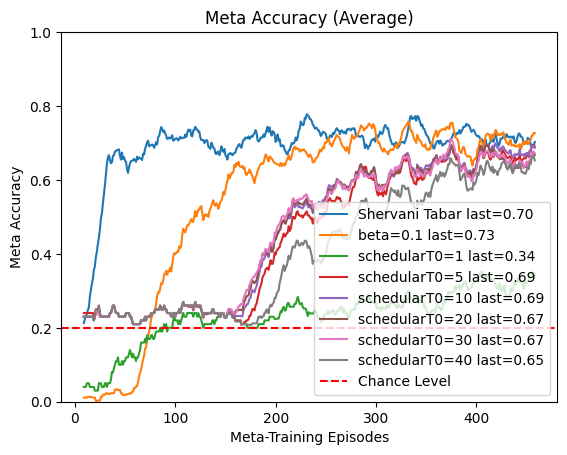 Meta Accuracy (Average)
1.0
0.8
0.6
0.4
0.2
0.0
Meta Accuracy
0
100
200
300
400
Meta-Training Episodes
Shervani Tabar last=0.70
beta=0.1 last=0.73
schedularT0=1 last=0.34
schedularT0=5 last=0.69
schedularT0=10 last=0.69
schedularT0=20 last=0.67
schedularT0=30 last=0.67
schedularT0=40 last=0.65
Chance Level